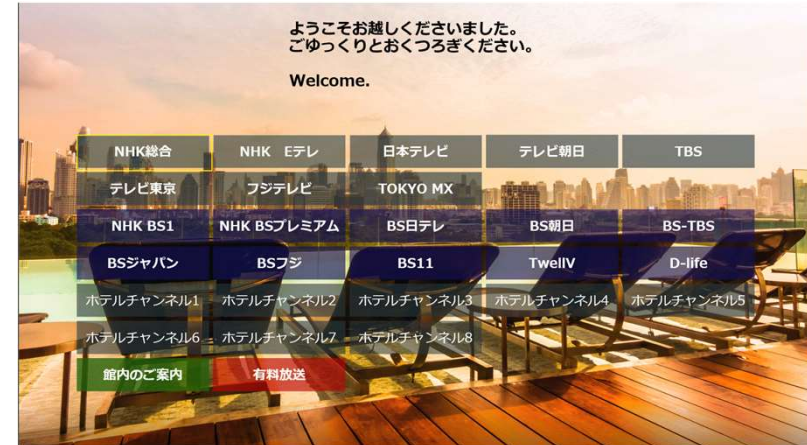 ようこそお越しくださいました。
ごゆっくりとおくつろぎください。
Welcome.
NHK総合 NHK Eテレ 日本テレビ テレビ朝日 TBS
テレビ東京 フジテレビ TOKYO MX
NHK BS1 NHK BSプレミアム BS日テレ BS朝日 BS-TBS
BSジャパン BSフジ BS11 TwellV D-life
ホテルチャンネル1 ホテルチャンネル2 ホテルチャンネル3 ホテルチャンネル4 ホテルチャンネル5
ホテルチャンネル6 ホテルチャンネル7 ホテルチャンネル8
館内のご案内 有料放送